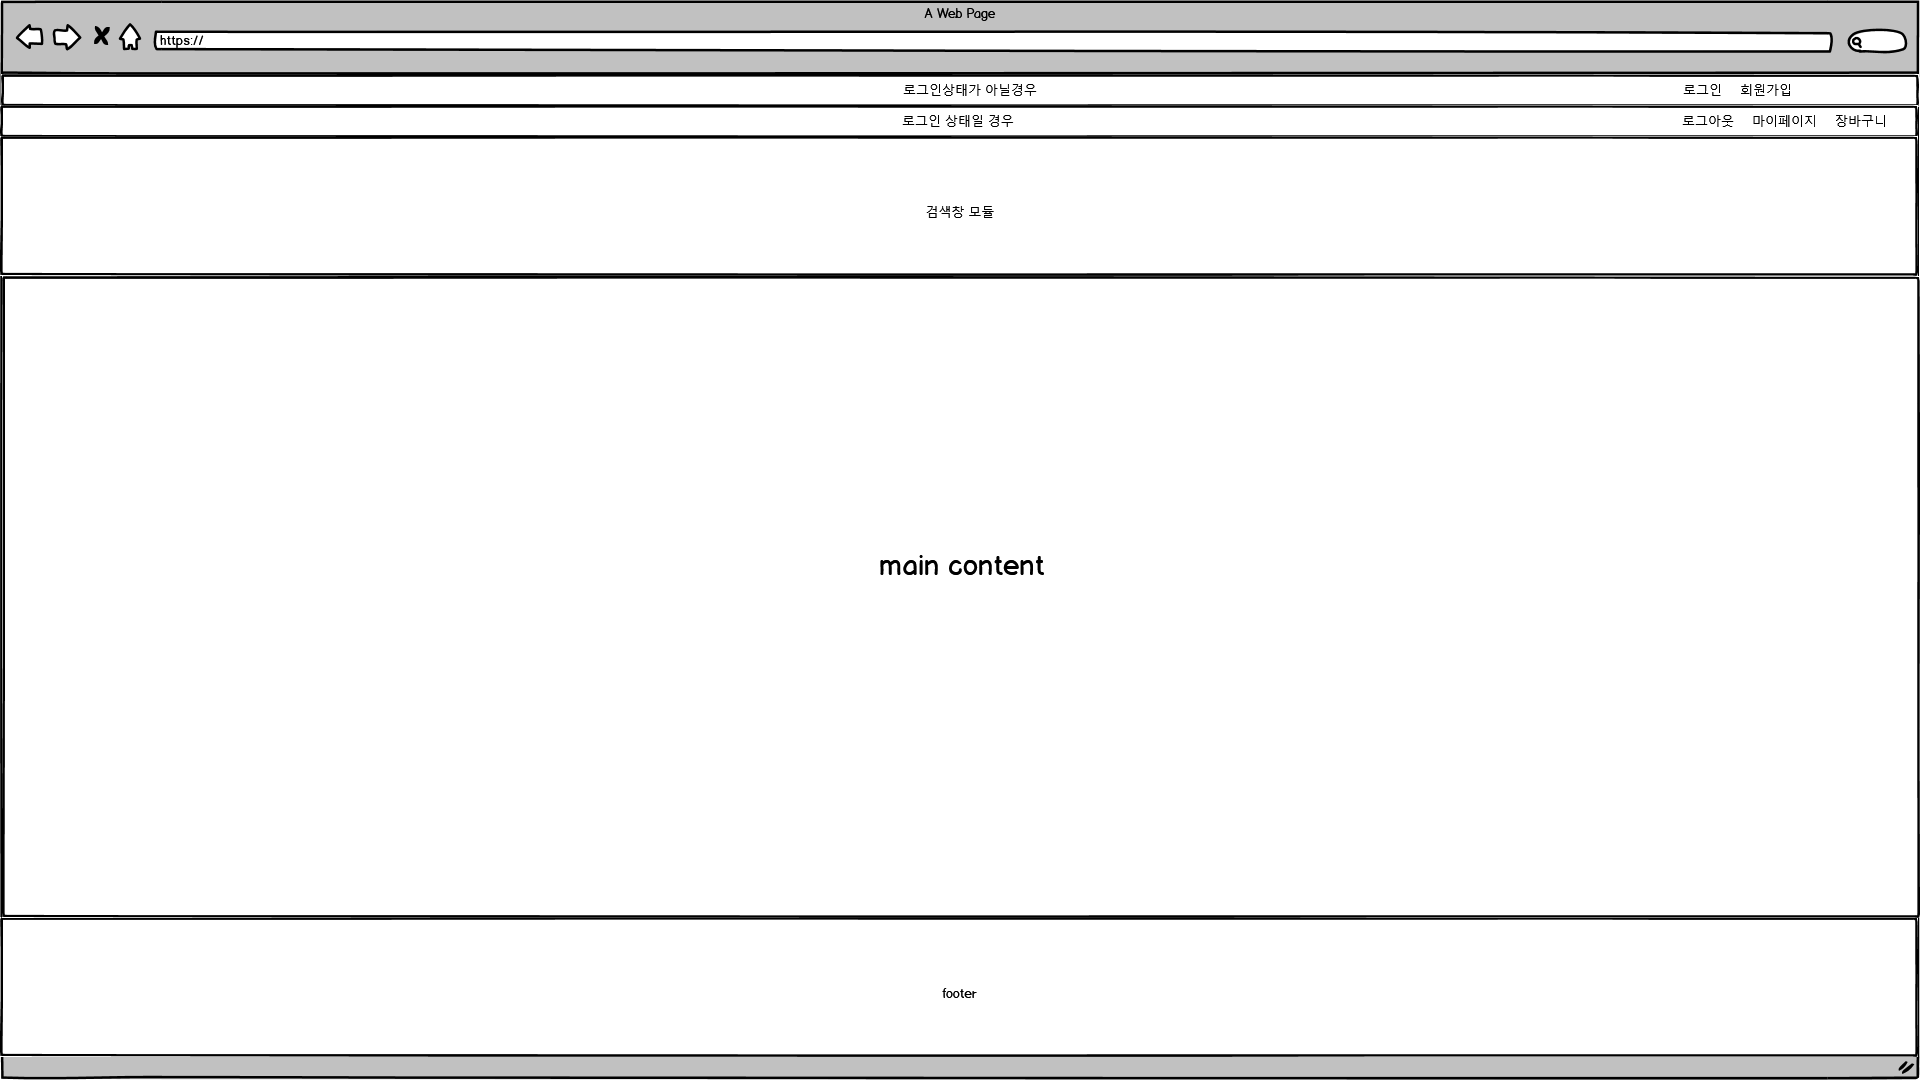 A Web Page
https://
로그인상태가 아닐경우 로그인 회원가입
로그인 상태일 경우 로그아웃 마이페이지 장바구니
검색창 모듈
main content
footer